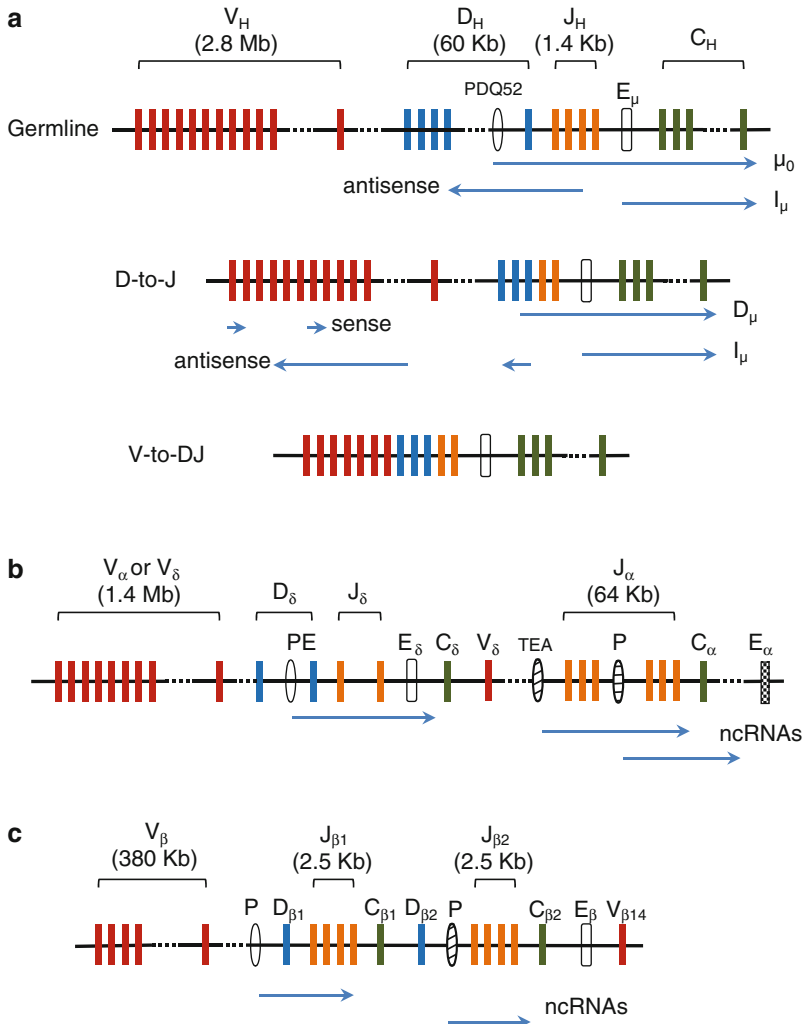 a
V_H D_H J_H C_H
(2.8 Mb) (60 Kb) (1.4 Kb)
PDQ52 E_μ
Germline
μ_0
antisense
I_μ
D-to-J
D_μ
sense
I_μ
antisense
V-to-DJ
b
V_α or V_δ D_δ J_δ J_α
(1.4 Mb) (64 Kb)
PE E_δ C_δ V_δ TEA P C_α E_α
ncRNAs
c
V_β J_β1 J_β2
(380 Kb) (2.5 Kb) (2.5 Kb)
P D_β1 C_β1 D_β2 P C_β2 E_β V_β14
ncRNAs